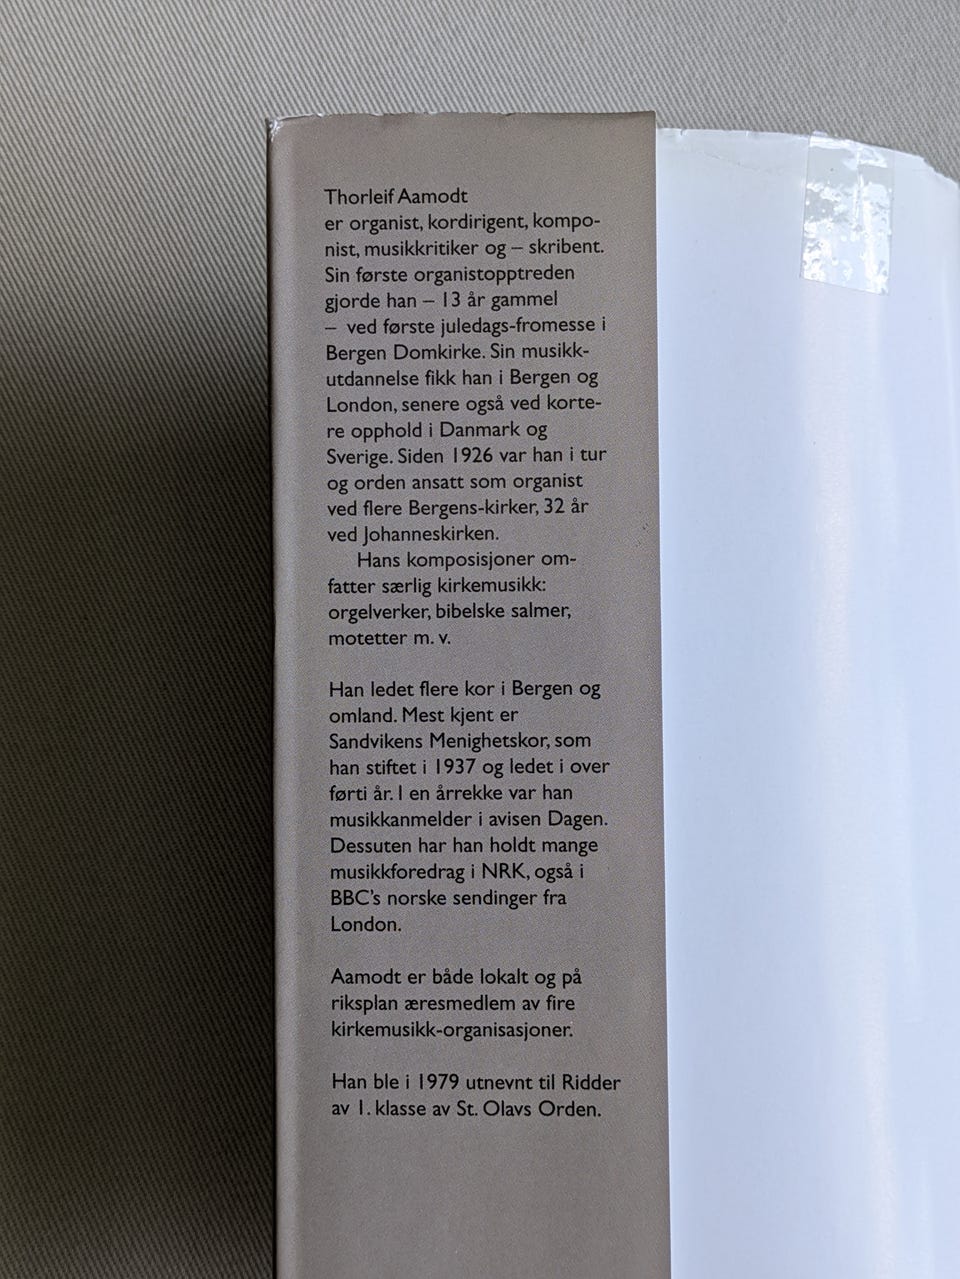 Thorleif Aamodt
er organist, kordirigent, kompo-
nist, musikkritiker og – skribent.
Sin første organistopptreden
gjorde han – 13 år gammel
– ved første juledags-fromesse i
Bergen Domkirke. Sin musikk-
utdannelse fikk han i Bergen og
London, senere også ved korte-
re opphold i Danmark og
Sverige. Siden 1926 var han i tur
og orden ansatt som organist
ved flere Bergens-kirker, 32 år
ved Johanneskirken.
Hans komposisjoner om-
fatter særlig kirkemusikk:
orgelverker, bibelske salmer,
motetter m. v.
Han ledet flere kor i Bergen og
omland. Mest kjent er
Sandvikens Menighetskor, som
han stiftet i 1937 og ledet i over
førti år. I en årrekke var han
musikkanmelder i avisen Dagen.
Dessuten har han holdt mange
musikkforedrag i NRK, også i
BBC's norske sendinger fra
London.
Aamodt er både lokalt og på
riksplan æresmedlem av fire
kirkemusikk-organisasjoner.
Han ble i 1979 utnevnt til Ridder
av 1. klasse av St. Olavs Orden.